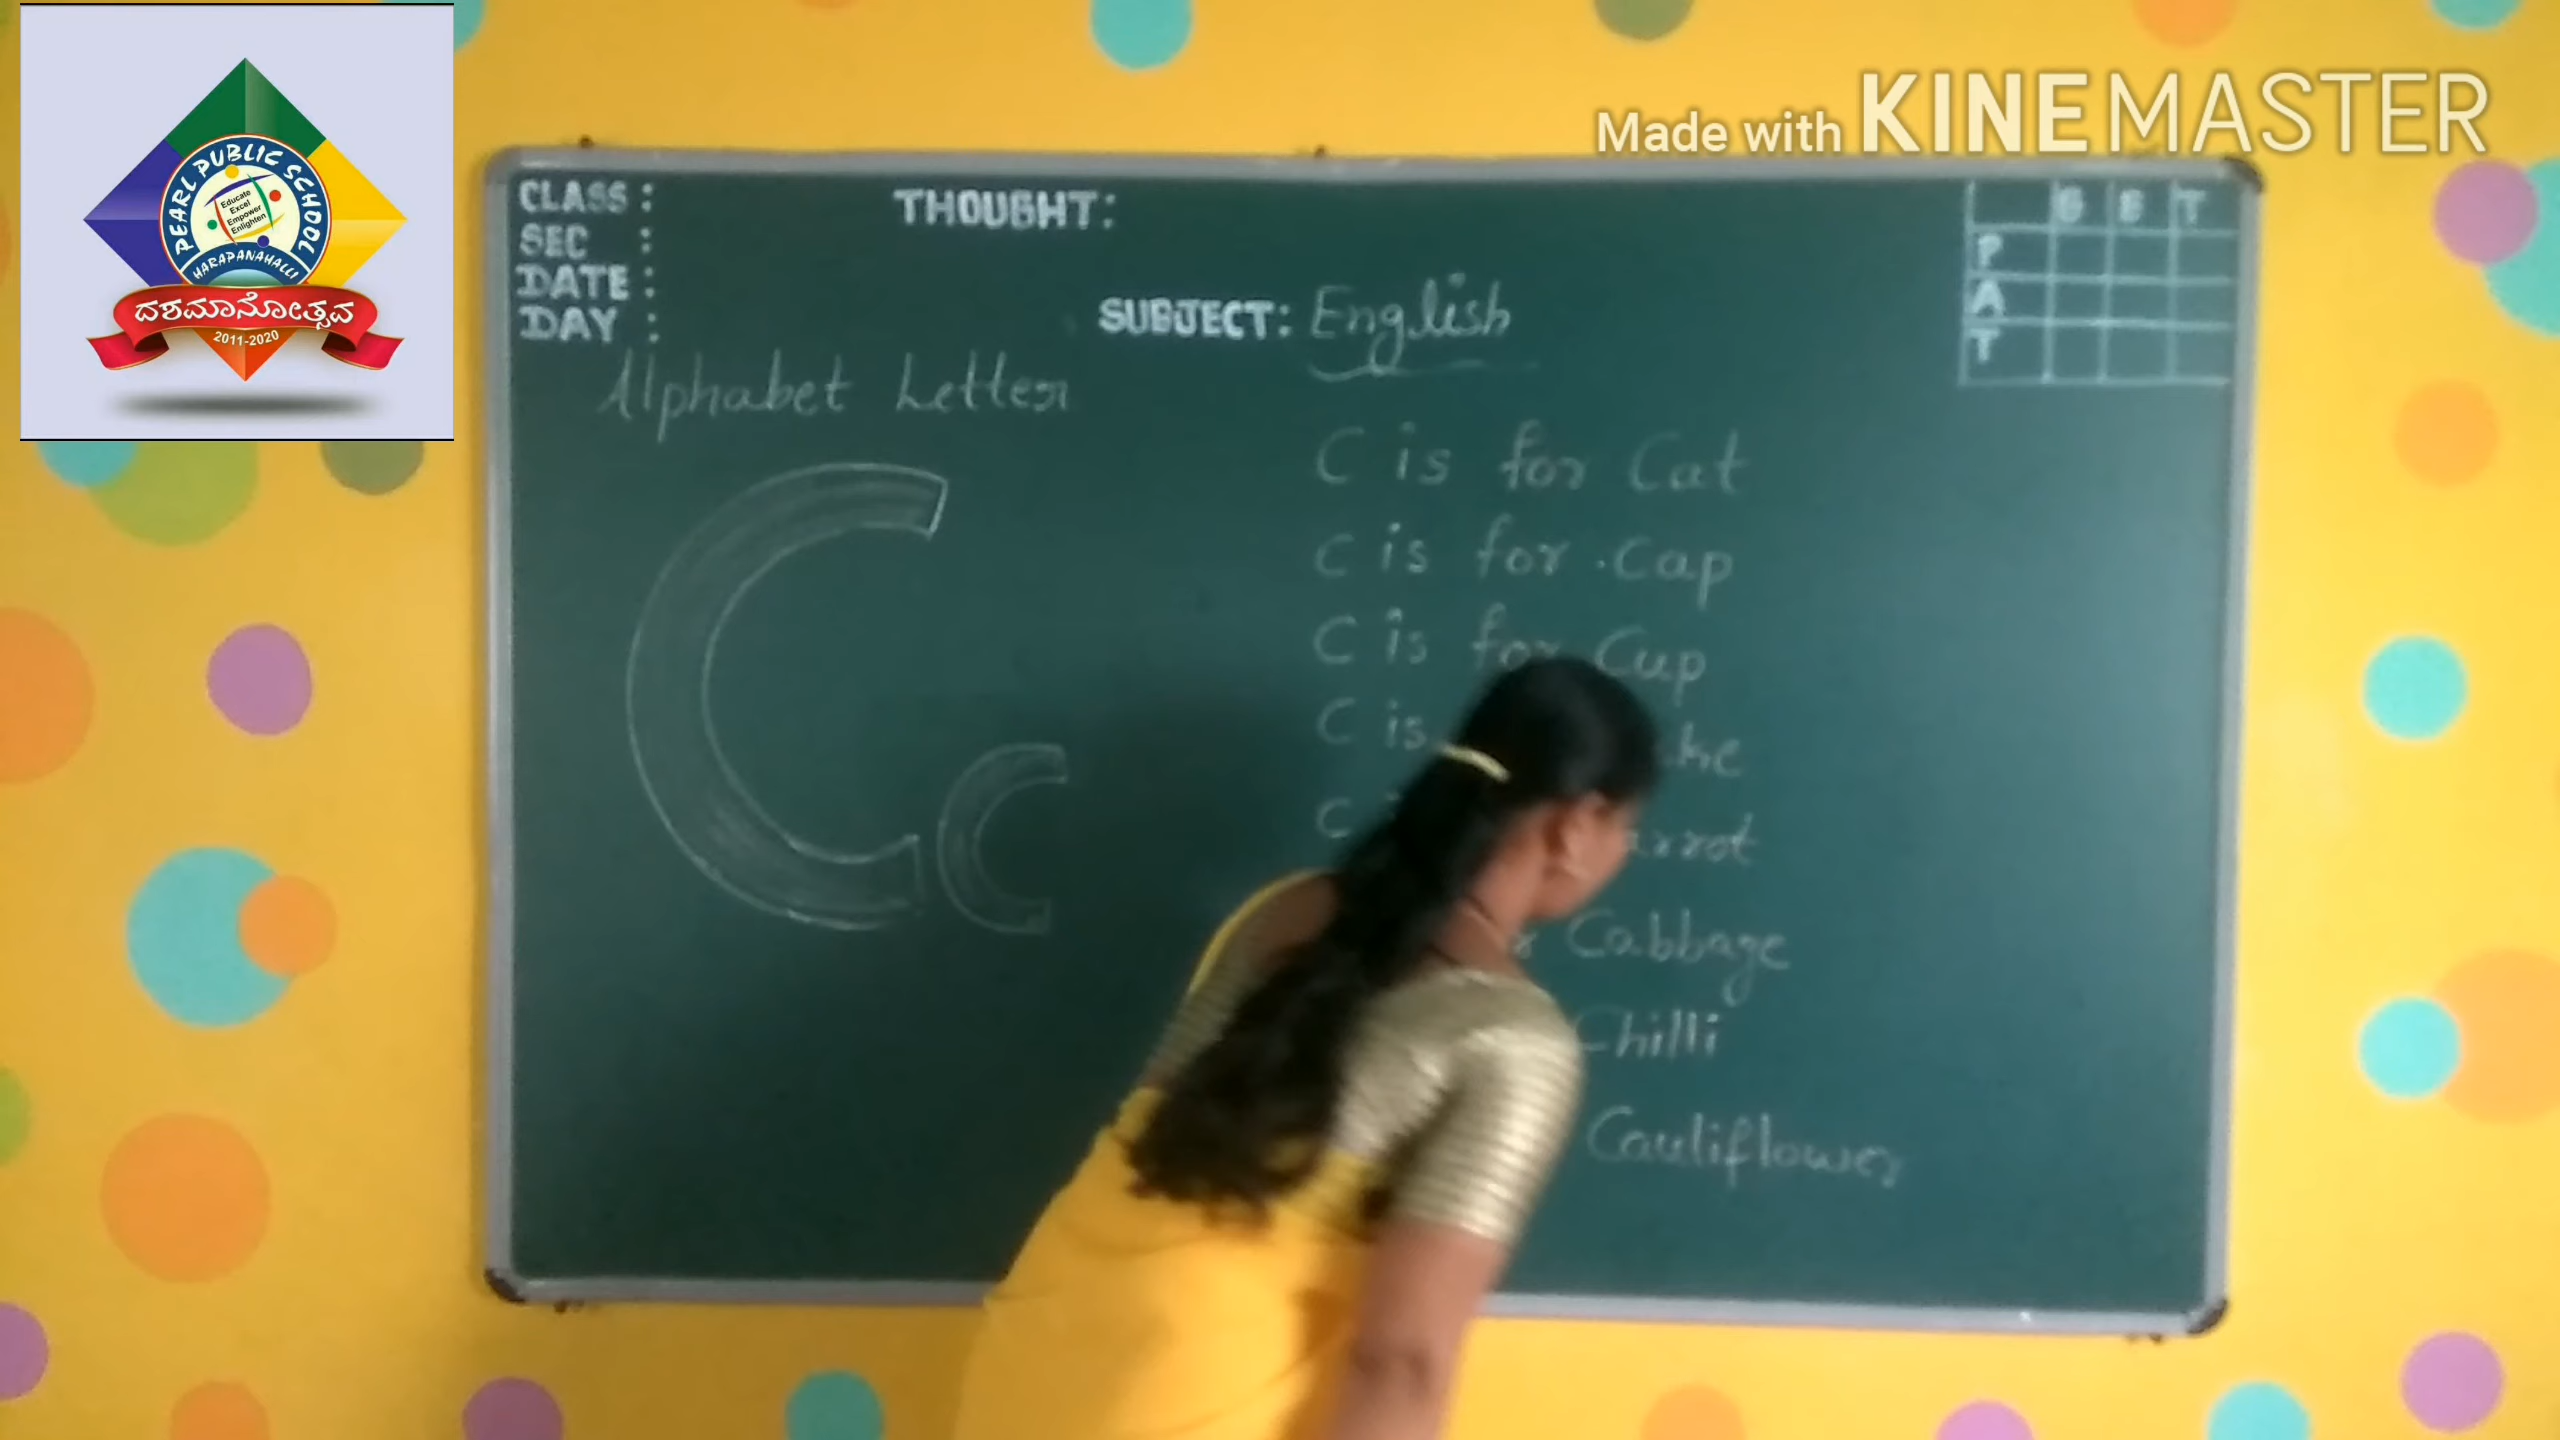 PEARL PUBLIC SCHOOL
Educate
Excel
Empower
Enlighten
HARAPANAHALLI
ದಶಮಾನೋತ್ಸವ
2011-2020
Made with KINEMASTER
CLASS :
SEC :
DATE :
DAY :
THOUGHT:
SUBJECT: English
B G T
P
A
T
Alphabet Letter
C c
C is for Cat
C is for Cap
C is for Cup
C is
C
Cabbage
Chilli
Cauliflower